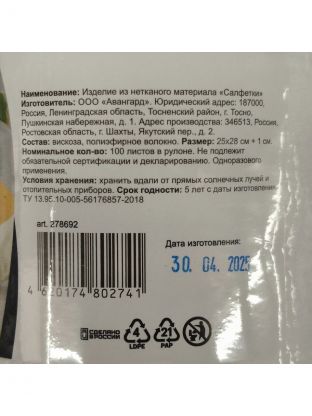 Наименование: Изделие из нетканого материала «Салфетки»
Изготовитель: ООО «Авангард». Юридический адрес: 187000,
Россия, Ленинградская область, Тосненский район, г. Тосно,
Пушкинская набережная, д. 1. Адрес производства: 346513, Россия,
Ростовская область, г. Шахты, Якутский пер., д. 2.
Состав: вискоза, полиэфирное волокно. Размер: 25х28 см + 1 см.
Номинальное кол-во: 100 листов в рулоне. Не подлежит
обязательной сертификации и декларированию. Одноразового
применения.
Условия хранения: хранить вдали от прямых солнечных лучей и
отопительных приборов. Срок годности: 5 лет с даты изготовления
ТУ 13.95.10-005-56176857-2018
art. 278692
Дата изготовления:
30. 04. 2025
4 620174 802741
СДЕЛАНО
В РОССИИ
4
LDPE
21
PAP